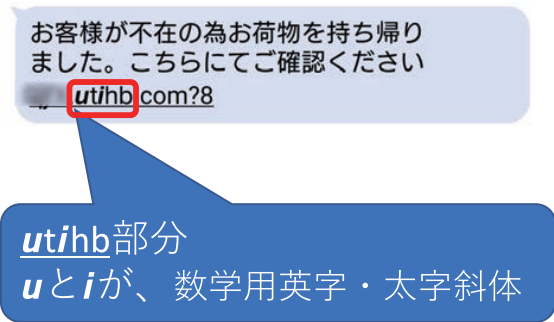 お客様が不在の為お荷物を持ち帰り
ました。こちらにてご確認ください
𝒖t𝒊hb.com?8
𝒖t𝒊hb部分
𝒖と𝒊が、数学用英字・太字斜体